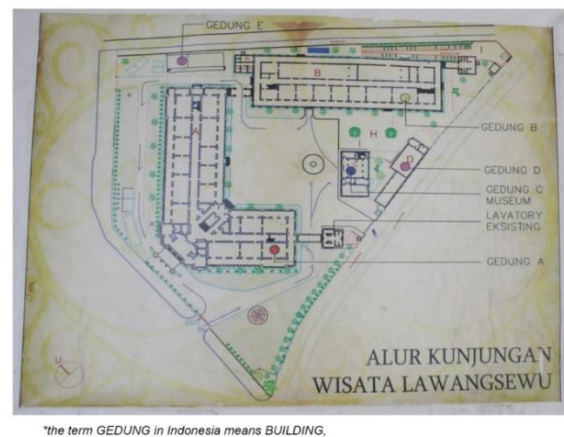 GEDUNG E
I
B
A
GEDUNG B
H
D
GEDUNG D
GEDUNG C
MUSEUM
LAVATORY
EKSISTING
GEDUNG A
U
ALUR KUNJUNGAN
WISATA LAWANGSEWU
*the term GEDUNG in Indonesia means BUILDING,